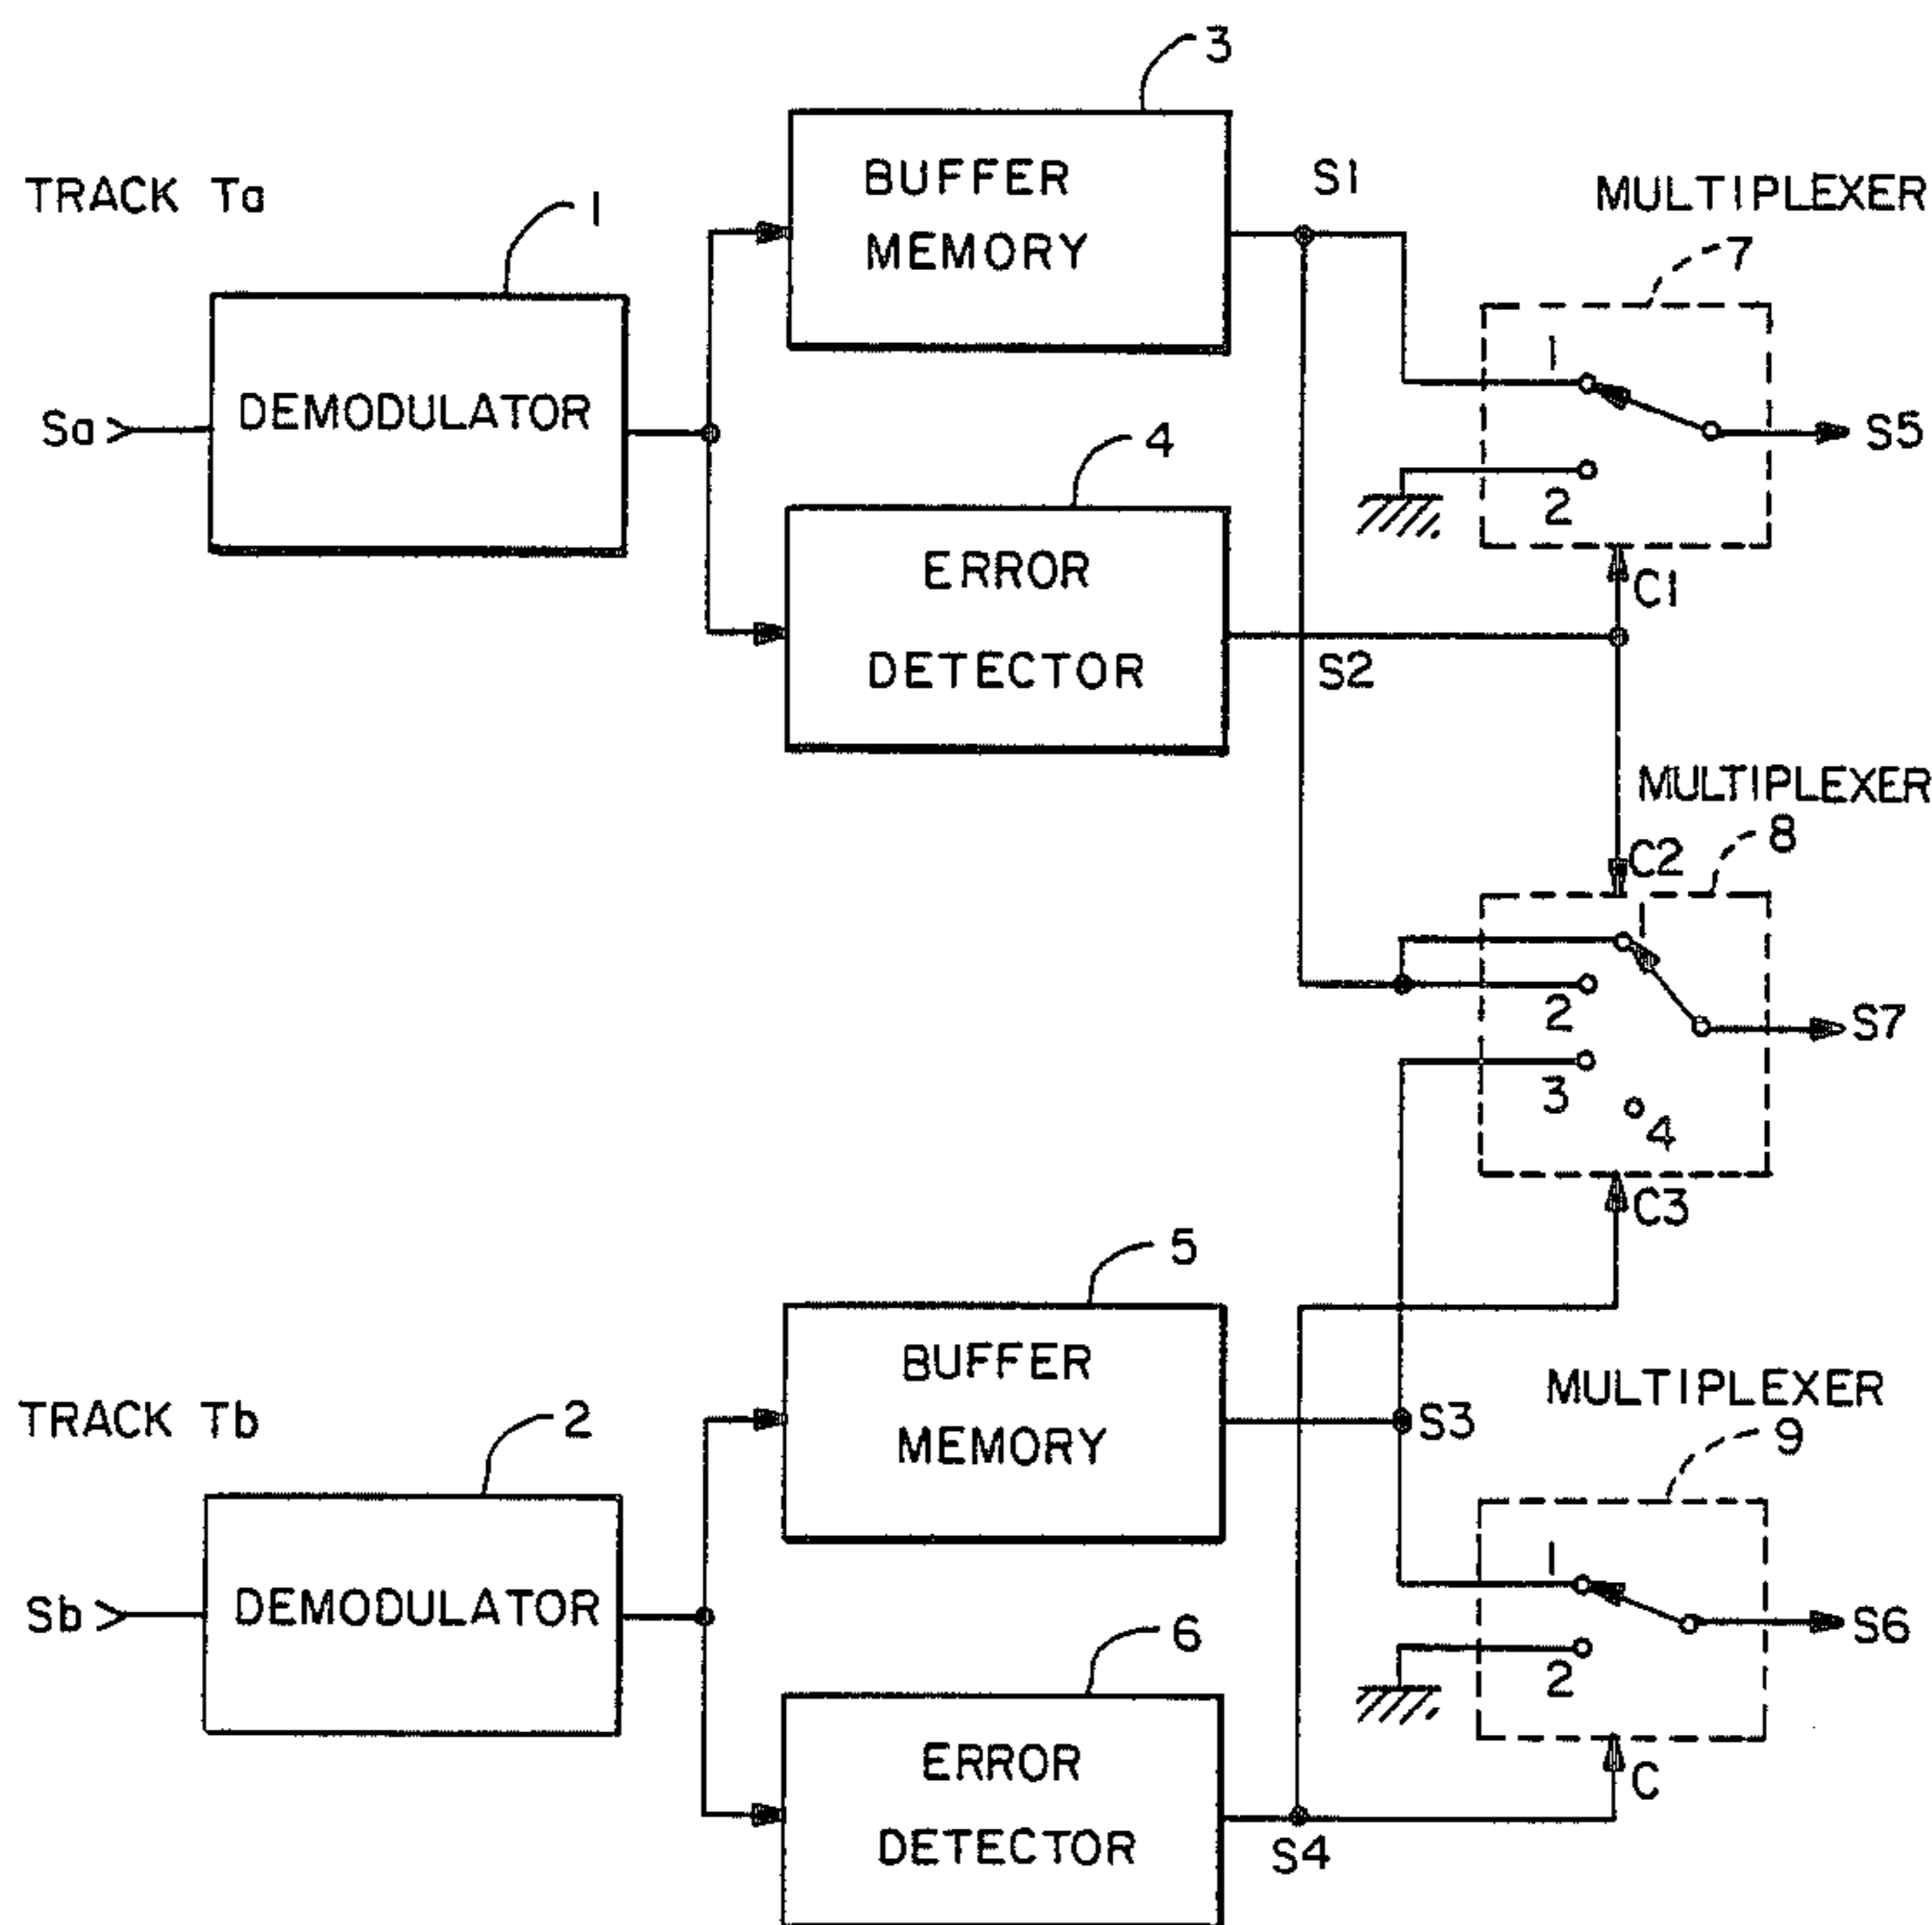 3
BUFFER
MEMORY
S1
TRACK Ta
1
MULTIPLEXER
7
DEMODULATOR
Sa
1
S5
4
2
ERROR
DETECTOR
C1
S2
MULTIPLEXER
8
C2
1
2
S7
3
4
C3
5
BUFFER
MEMORY
S3
MULTIPLEXER
9
TRACK Tb
2
DEMODULATOR
Sb
1
S6
2
6
ERROR
DETECTOR
C
S4